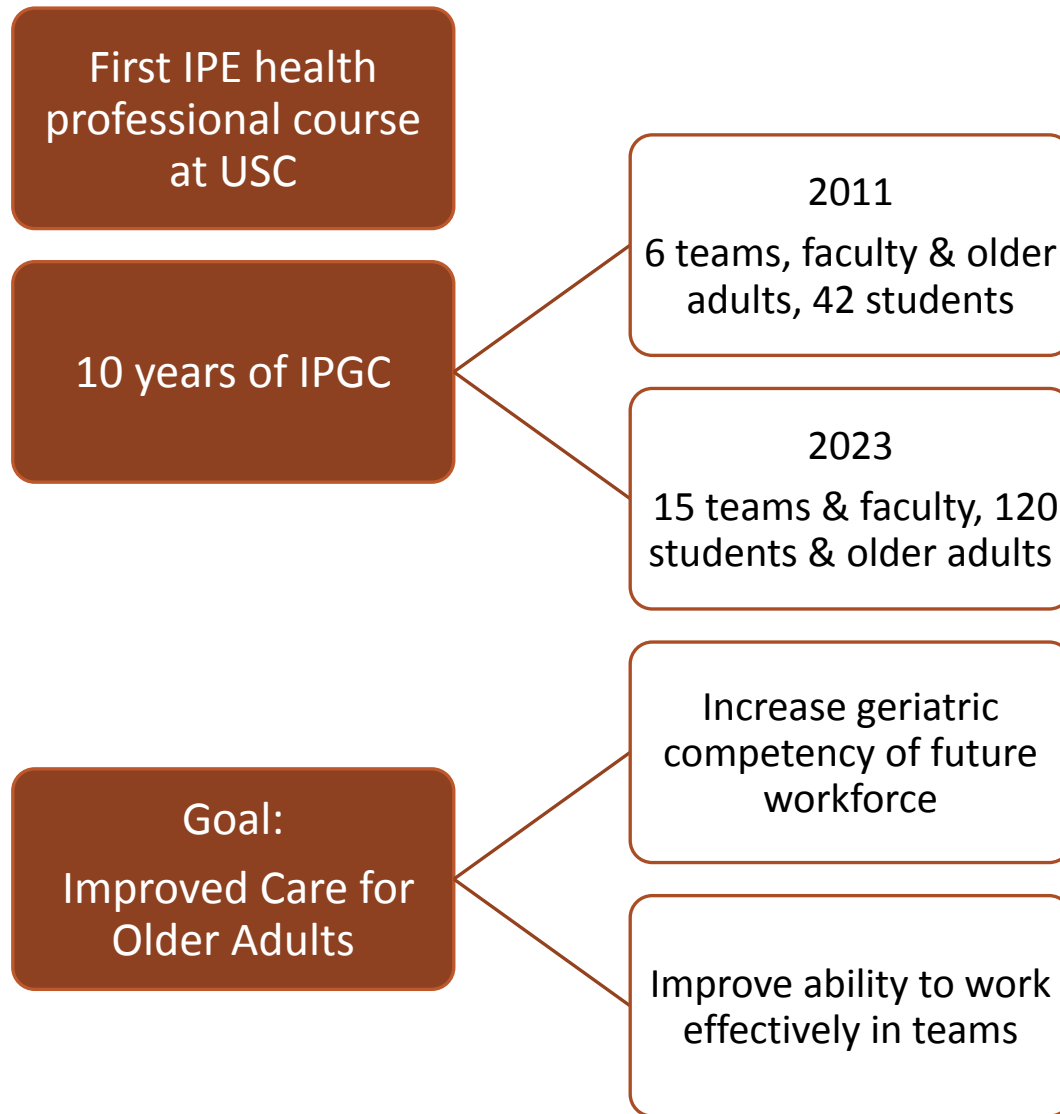 First IPE health
professional course
at USC
10 years of IPGC
2011
6 teams, faculty & older
adults, 42 students
2023
15 teams & faculty, 120
students & older adults
Goal:
Improved Care for
Older Adults
Increase geriatric
competency of future
workforce
Improve ability to work
effectively in teams